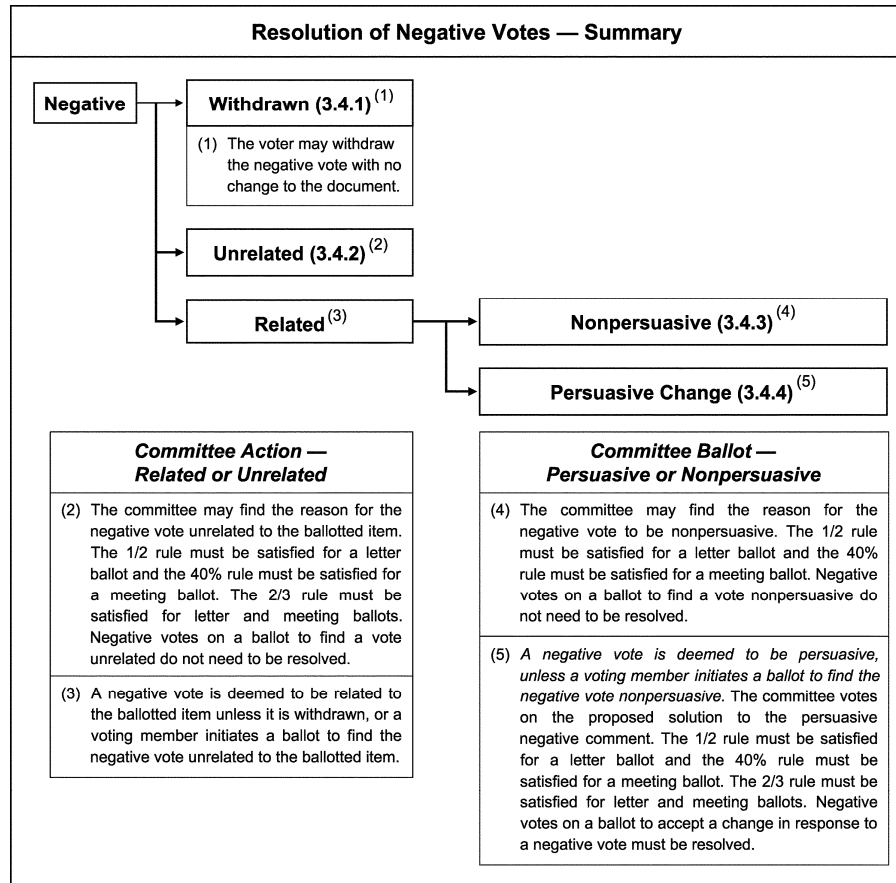 Resolution of Negative Votes — Summary
Negative
Withdrawn (3.4.1) (1)
(1) The voter may withdraw
the negative vote with no
change to the document.
Unrelated (3.4.2) (2)
Related (3)
Nonpersuasive (3.4.3) (4)
Persuasive Change (3.4.4) (5)
Committee Action —
Related or Unrelated
(2) The committee may find the reason for the
negative vote unrelated to the ballotted item.
The 1/2 rule must be satisfied for a letter
ballot and the 40% rule must be satisfied for
a meeting ballot. The 2/3 rule must be
satisfied for letter and meeting ballots.
Negative votes on a ballot to find a vote
unrelated do not need to be resolved.
(3) A negative vote is deemed to be related to
the ballotted item unless it is withdrawn, or a
voting member initiates a ballot to find the
negative vote unrelated to the ballotted item.
Committee Ballot —
Persuasive or Nonpersuasive
(4) The committee may find the reason for the
negative vote to be nonpersuasive. The 1/2 rule
must be satisfied for a letter ballot and the 40%
rule must be satisfied for a meeting ballot. Negative
votes on a ballot to find a vote nonpersuasive do
not need to be resolved.
(5) A negative vote is deemed to be persuasive,
unless a voting member initiates a ballot to find the
negative vote nonpersuasive. The committee votes
on the proposed solution to the persuasive
negative comment. The 1/2 rule must be satisfied
for a letter ballot and the 40% rule must be
satisfied for a meeting ballot. The 2/3 rule must be
satisfied for letter and meeting ballots. Negative
votes on a ballot to accept a change in response to
a negative vote must be resolved.